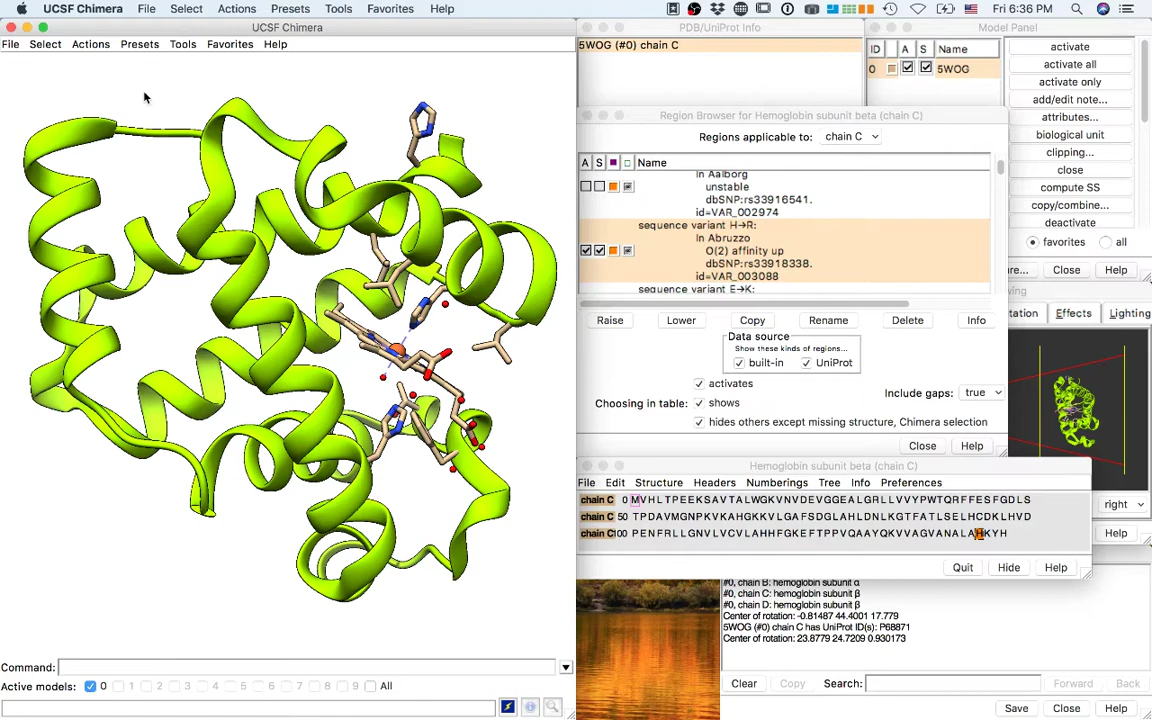 UCSF Chimera File Select Actions Presets Tools Favorites Help Fri 6:36 PM
UCSF Chimera
File Select Actions Presets Tools Favorites Help
Command:
Active models: 0 1 2 3 4 5 6 7 8 9 All
PDB/UniProt Info
5WOG (#0) chain C
Model Panel
ID A S Name
0 5WOG
activate
activate all
activate only
add/edit note...
attributes...
biological unit
clipping...
close
compute SS
copy/combine...
deactivate
favorites all
ure... Close Help
Region Browser for Hemoglobin subunit beta (chain C)
Regions applicable to: chain C
A S Name
In Aalborg
unstable
dbSNP:rs33916541.
id=VAR_002974
sequence variant H→R:
In Abruzzo
O(2) affinity up
dbSNP:rs33918338.
id=VAR_003088
sequence variant E→K:
Raise Lower Copy Rename Delete Info
Data source
Show these kinds of regions...
built-in UniProt
activates
Choosing in table: shows
Include gaps: true
hides others except missing structure, Chimera selection
Close Help
wing
tation Effects Lighting
right
Help
Hemoglobin subunit beta (chain C)
File Edit Structure Headers Numberings Tree Info Preferences
chain C 0 MVHLTPEEKSAVTALWGKVNVDEVGGEALGRLLVVYPWTQRFFESFGDLS
chain C 50 TPDAVMGNPKVKAHGKKVLGAFSDGLAHLDNLKGTFATLSELHCDKLHVD
chain C 100 PENFRLLGNVLVCVLAHHFGKEFTPPVQAAYQKVVAGVANALAHKYH
Quit Hide Help
#0, chain B: hemoglobin subunit α
#0, chain C: hemoglobin subunit β
#0, chain D: hemoglobin subunit β
Center of rotation: -0.81487 44.4001 17.779
5WOG (#0) chain C has UniProt ID(s): P68871
Center of rotation: 23.8779 24.7209 0.930173
Clear Copy Search: Forward Back
Save Close Help